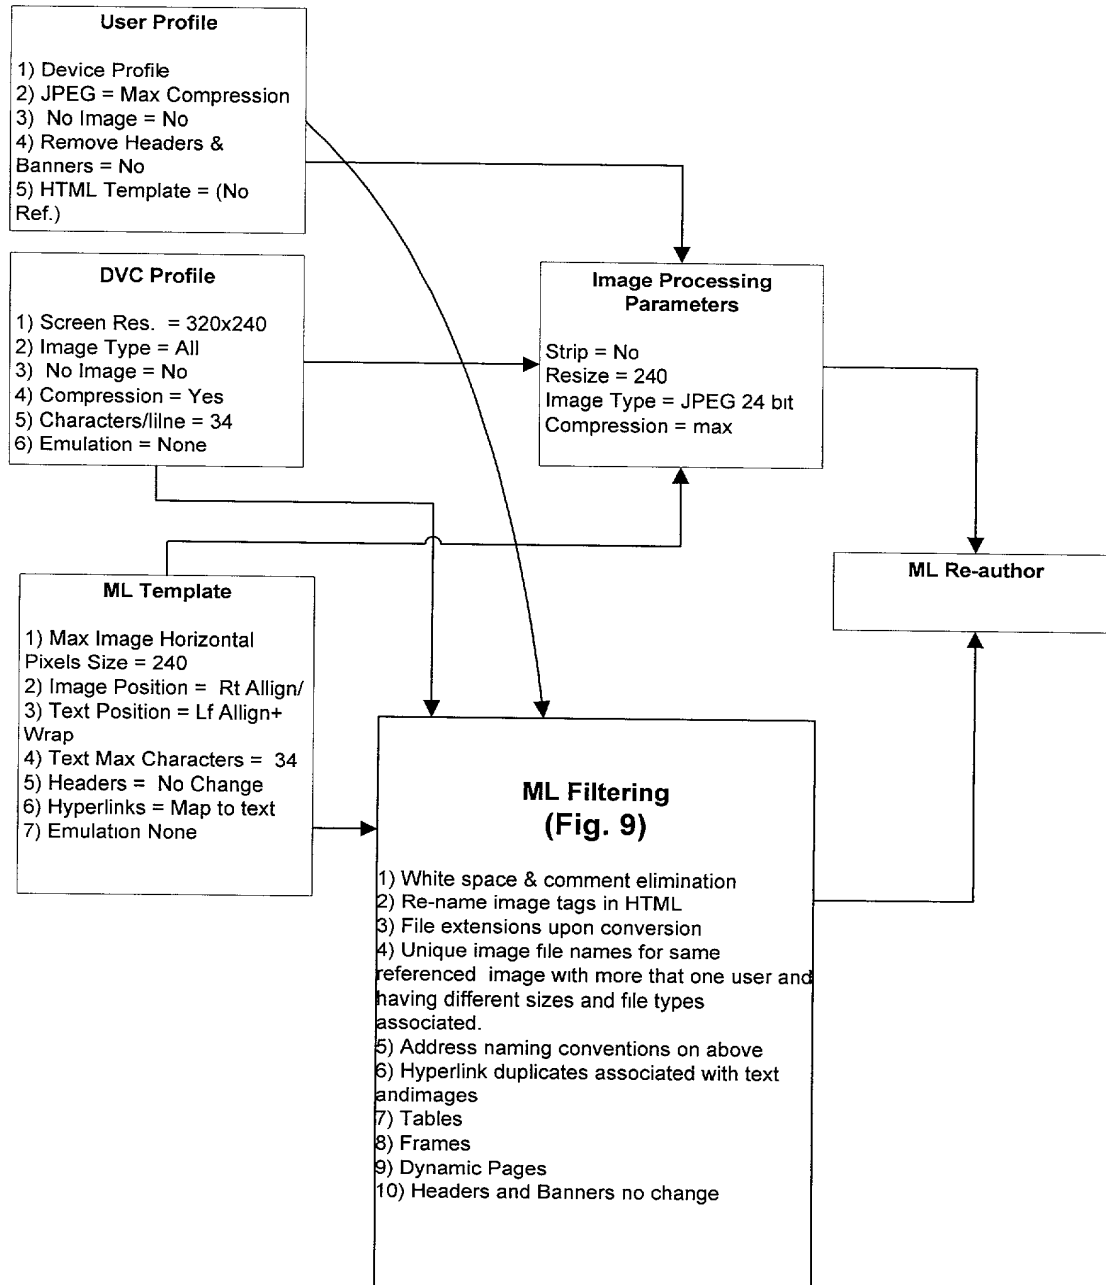 User Profile
1) Device Profile
2) JPEG = Max Compression
3) No Image = No
4) Remove Headers &
Banners = No
5) HTML Template = (No
Ref.)
DVC Profile
1) Screen Res. = 320x240
2) Image Type = All
3) No Image = No
4) Compression = Yes
5) Characters/lilne = 34
6) Emulation = None
Image Processing
Parameters
Strip = No
Resize = 240
Image Type = JPEG 24 bit
Compression = max
ML Re-author
ML Template
1) Max Image Horizontal
Pixels Size = 240
2) Image Position = Rt Allign/
3) Text Position = Lf Allign+
Wrap
4) Text Max Characters = 34
5) Headers = No Change
6) Hyperlinks = Map to text
7) Emulation None
ML Filtering
(Fig. 9)
1) White space & comment elimination
2) Re-name image tags in HTML
3) File extensions upon conversion
4) Unique image file names for same
referenced image with more that one user and
having different sizes and file types
associated.
5) Address naming conventions on above
6) Hyperlink duplicates associated with text
andimages
7) Tables
8) Frames
9) Dynamic Pages
10) Headers and Banners no change